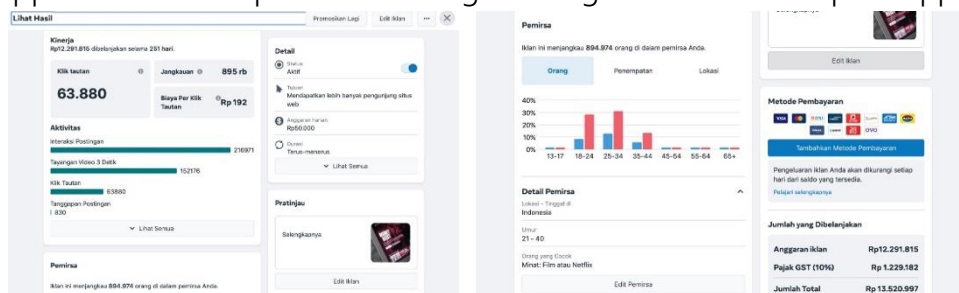 Lihat Hasil
Promosikan Lagi
Edit Iklan
Kinerja
Rp12.291.815 dibelanjakan selama 251 hari.
Klik tautan
63.880
Jangkauan
895 rb
Biaya Per Klik Tautan
Rp 192
Aktivitas
Interaksi Postingan
216971
Tayangan Video 3 Detik
152176
Klik Tautan
63880
Tanggapan Postingan
830
Lihat Semua
Pemirsa
Iklan ini menjangkau 894.974 orang di dalam pemirsa Anda.
Detail
Status
Aktif
Tujuan
Mendapatkan lebih banyak pengunjung situs
web
Anggaran harian
Rp50.000
Durasi
Terus-menerus
Lihat Semua
Pratinjau
Selengkapnya
Edit Iklan
Pemirsa
Iklan ini menjangkau 894.974 orang di dalam pemirsa Anda.
Orang
Penempatan
Lokasi
40%
30%
20%
10%
0%
13-17 18-24 25-34 35-44 45-54 55-64 65+
Detail Pemirsa
Lokasi - Tinggal di
Indonesia
Umur
21 - 40
Orang yang Cocok
Minat: Film atau Netflix
Edit Pemirsa
Edit Iklan
Metode Pembayaran
Tambahkan Metode Pembayaran
Pengeluaran iklan Anda akan dikurangi setiap
hari dari saldo yang tersedia.
Pelajari selengkapnya
Jumlah yang Dibelanjakan
Anggaran iklan
Rp12.291.815
Pajak GST (10%)
Rp 1.229.182
Jumlah Total
Rp 13.520.997